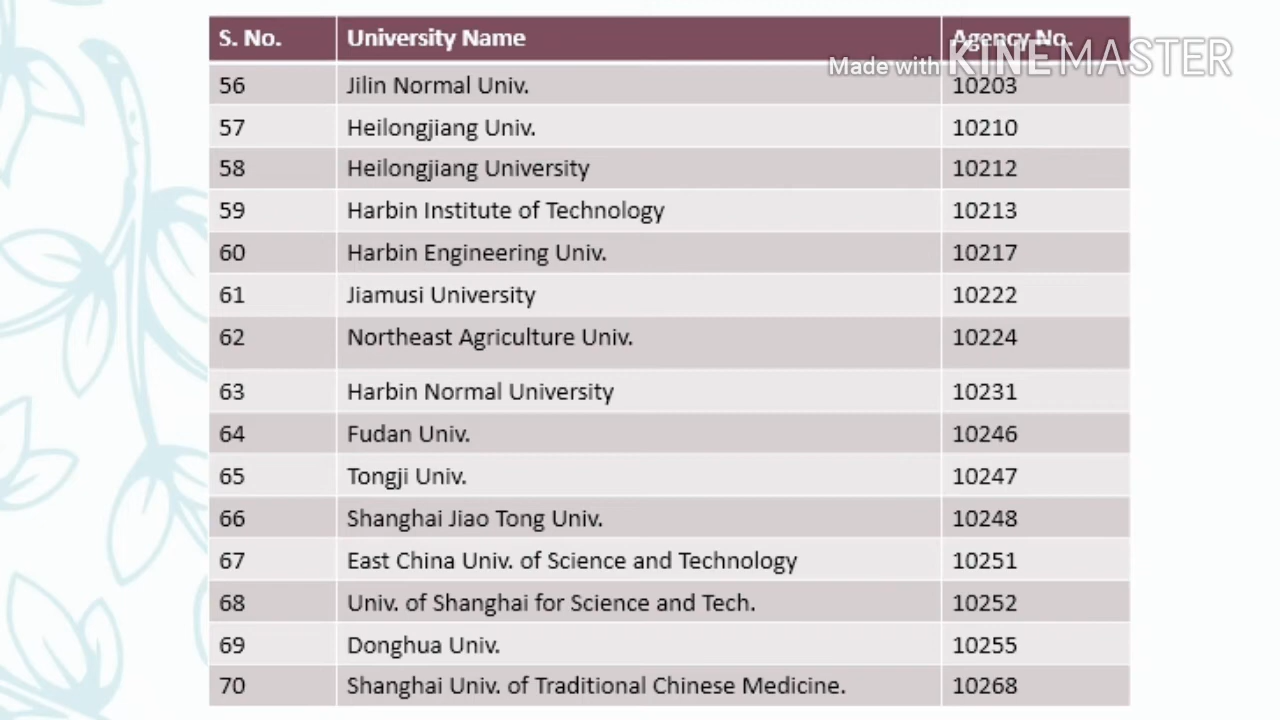 S. No. University Name Agency No.
Made with KINEMASTER
56 Jilin Normal Univ. 10203
57 Heilongjiang Univ. 10210
58 Heilongjiang University 10212
59 Harbin Institute of Technology 10213
60 Harbin Engineering Univ. 10217
61 Jiamusi University 10222
62 Northeast Agriculture Univ. 10224
63 Harbin Normal University 10231
64 Fudan Univ. 10246
65 Tongji Univ. 10247
66 Shanghai Jiao Tong Univ. 10248
67 East China Univ. of Science and Technology 10251
68 Univ. of Shanghai for Science and Tech. 10252
69 Donghua Univ. 10255
70 Shanghai Univ. of Traditional Chinese Medicine. 10268